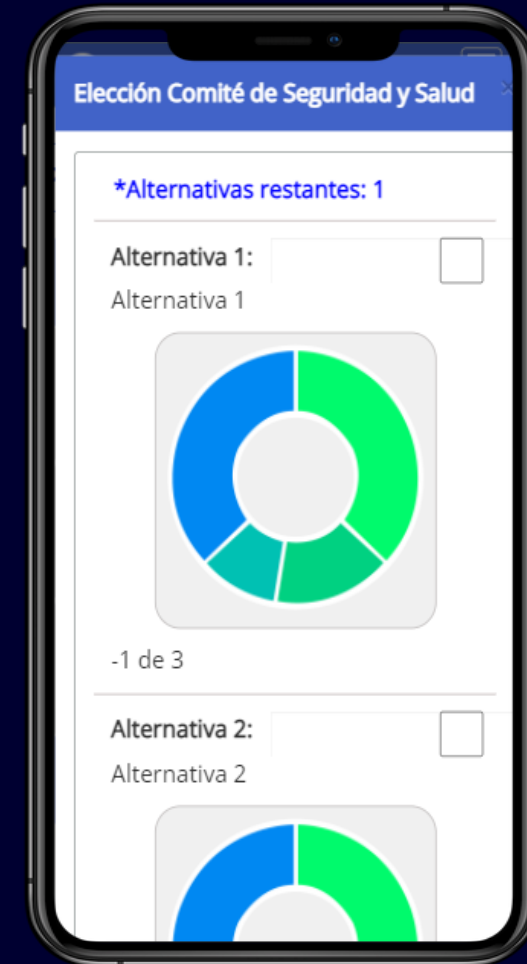 Elección Comité de Seguridad y Salud ×
*Alternativas restantes: 1
Alternativa 1:
Alternativa 1
-1 de 3
Alternativa 2:
Alternativa 2